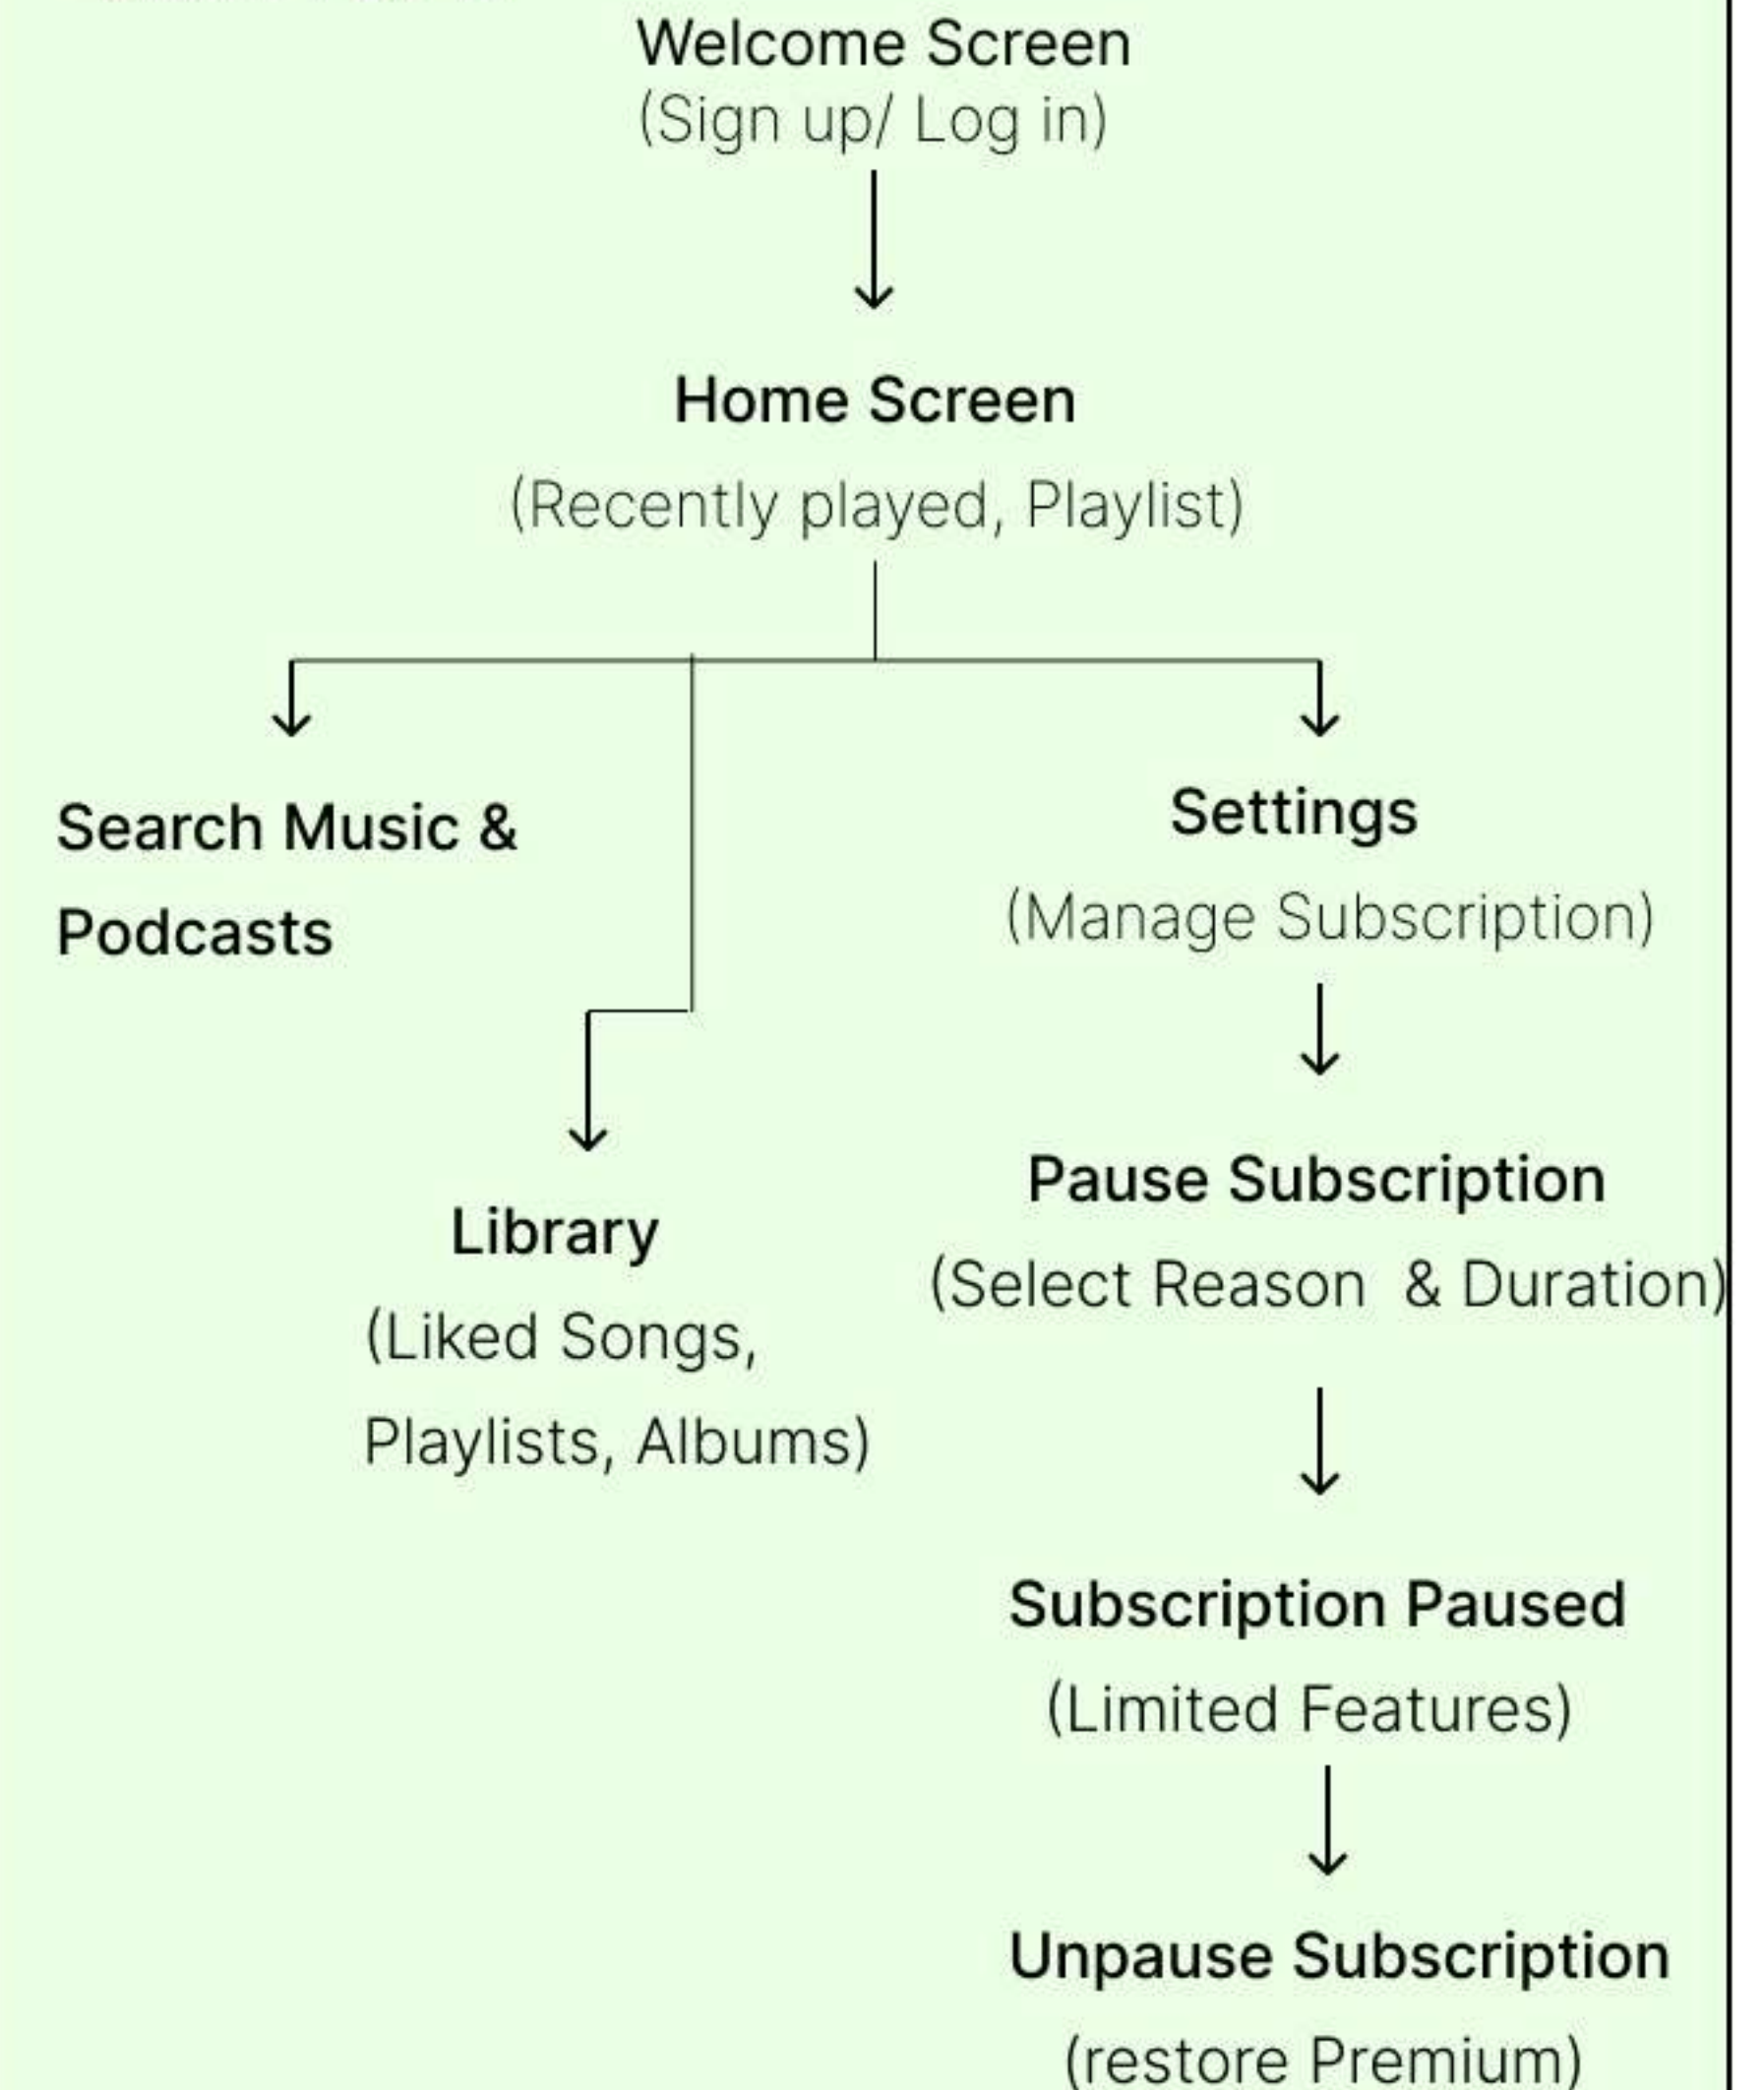 Welcome Screen
(Sign up/ Log in)
Home Screen
(Recently played, Playlist)
Search Music &
Podcasts
Settings
(Manage Subscription)
Library
(Liked Songs,
Playlists, Albums)
Pause Subscription
(Select Reason  & Duration)
Subscription Paused
(Limited Features)
Unpause Subscription
(restore Premium)